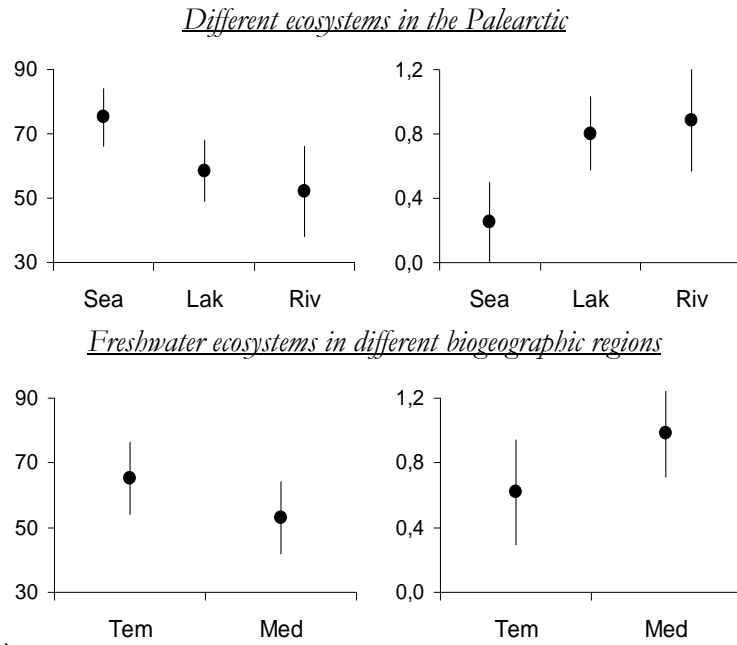 Different ecosystems in the Palearctic
90
70
50
30
Sea Lak Riv
1,2
0,8
0,4
0,0
Sea Lak Riv
Freshwater ecosystems in different biogeographic regions
90
70
50
30
Tem Med
1,2
0,8
0,4
0,0
Tem Med